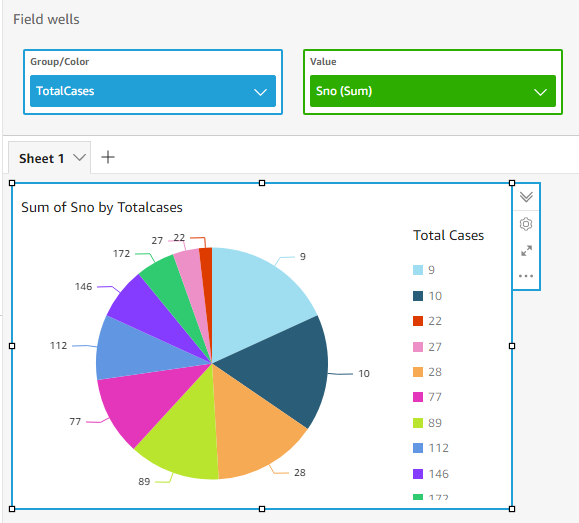 Field wells
Group/Color
TotalCases
Value
Sno (Sum)
Sheet 1
Sum of Sno by Totalcases
9
10
28
89
77
112
146
172
27
22
Total Cases
9
10
22
27
28
77
89
112
146
172